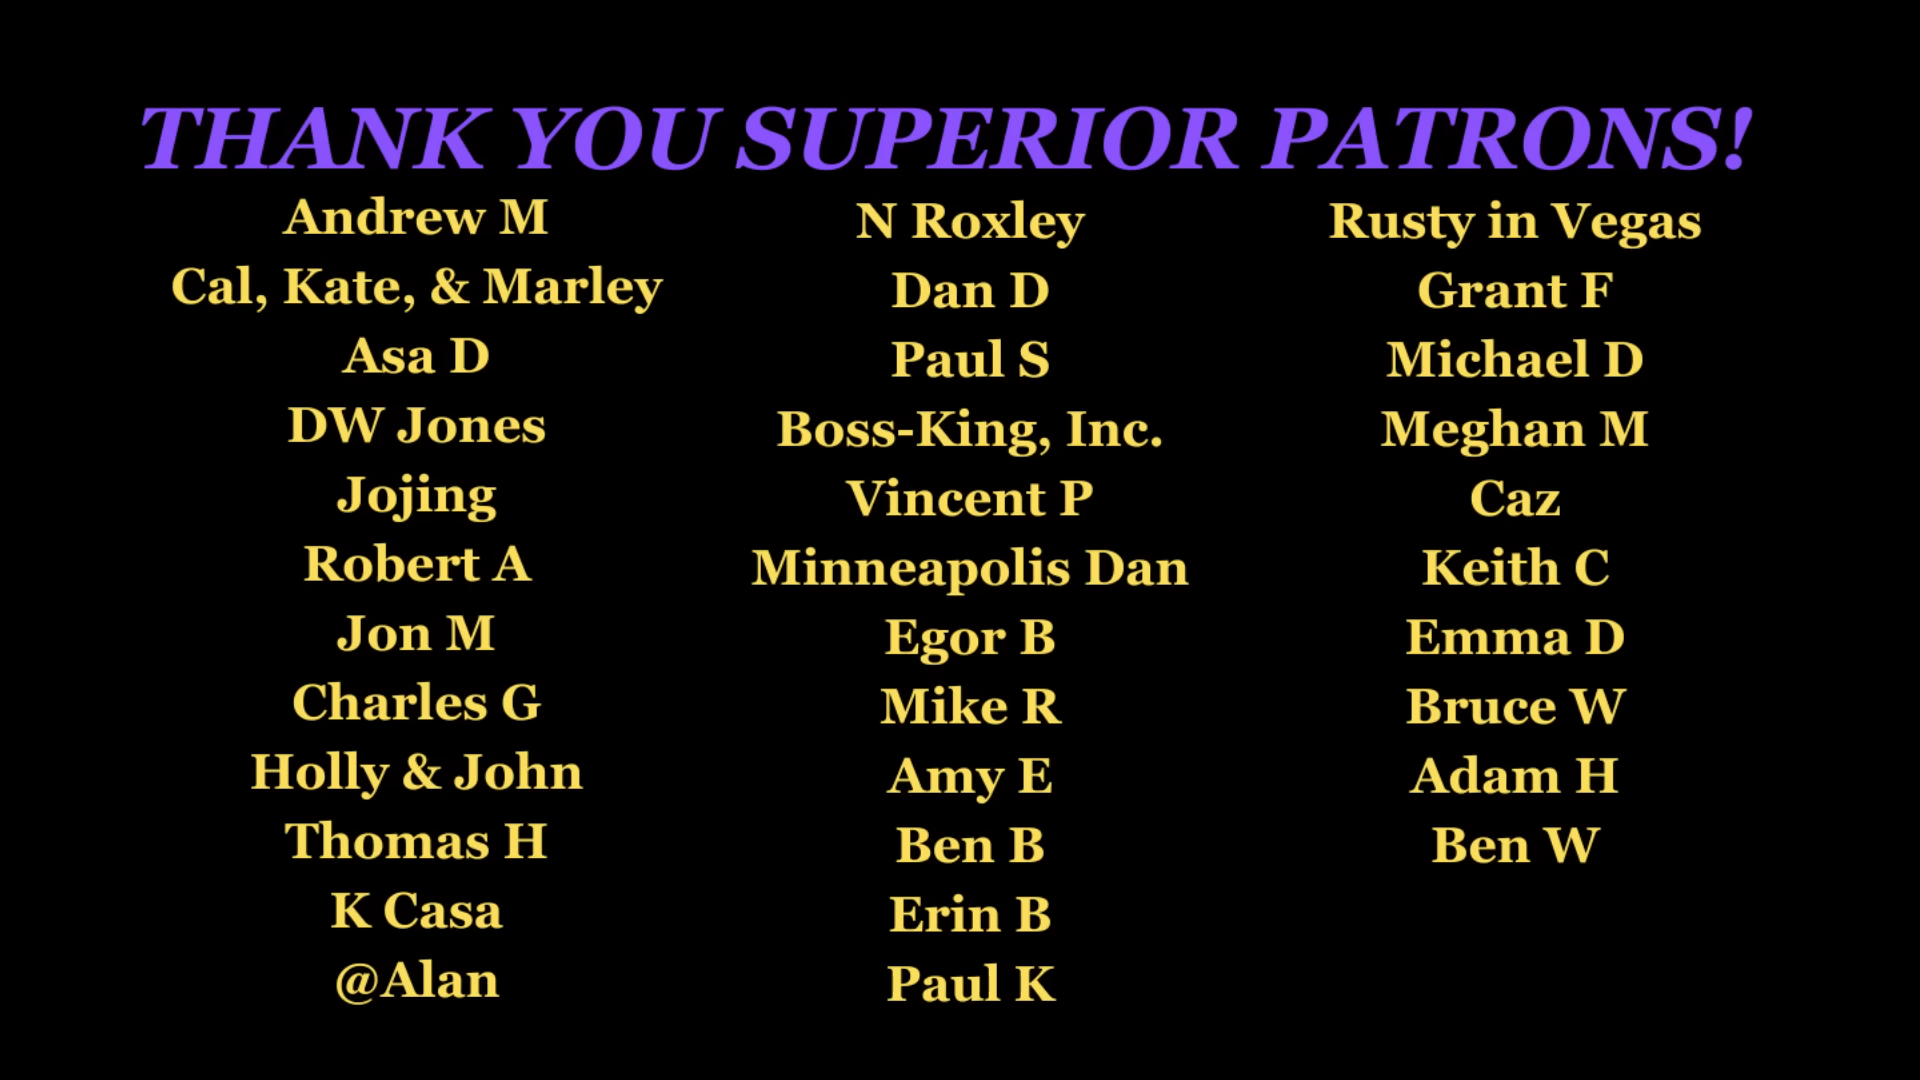 THANK YOU SUPERIOR PATRONS!
Andrew M
Cal, Kate, & Marley
Asa D
DW Jones
Jojing
Robert A
Jon M
Charles G
Holly & John
Thomas H
K Casa
@Alan
N Roxley
Dan D
Paul S
Boss-King, Inc.
Vincent P
Minneapolis Dan
Egor B
Mike R
Amy E
Ben B
Erin B
Paul K
Rusty in Vegas
Grant F
Michael D
Meghan M
Caz
Keith C
Emma D
Bruce W
Adam H
Ben W